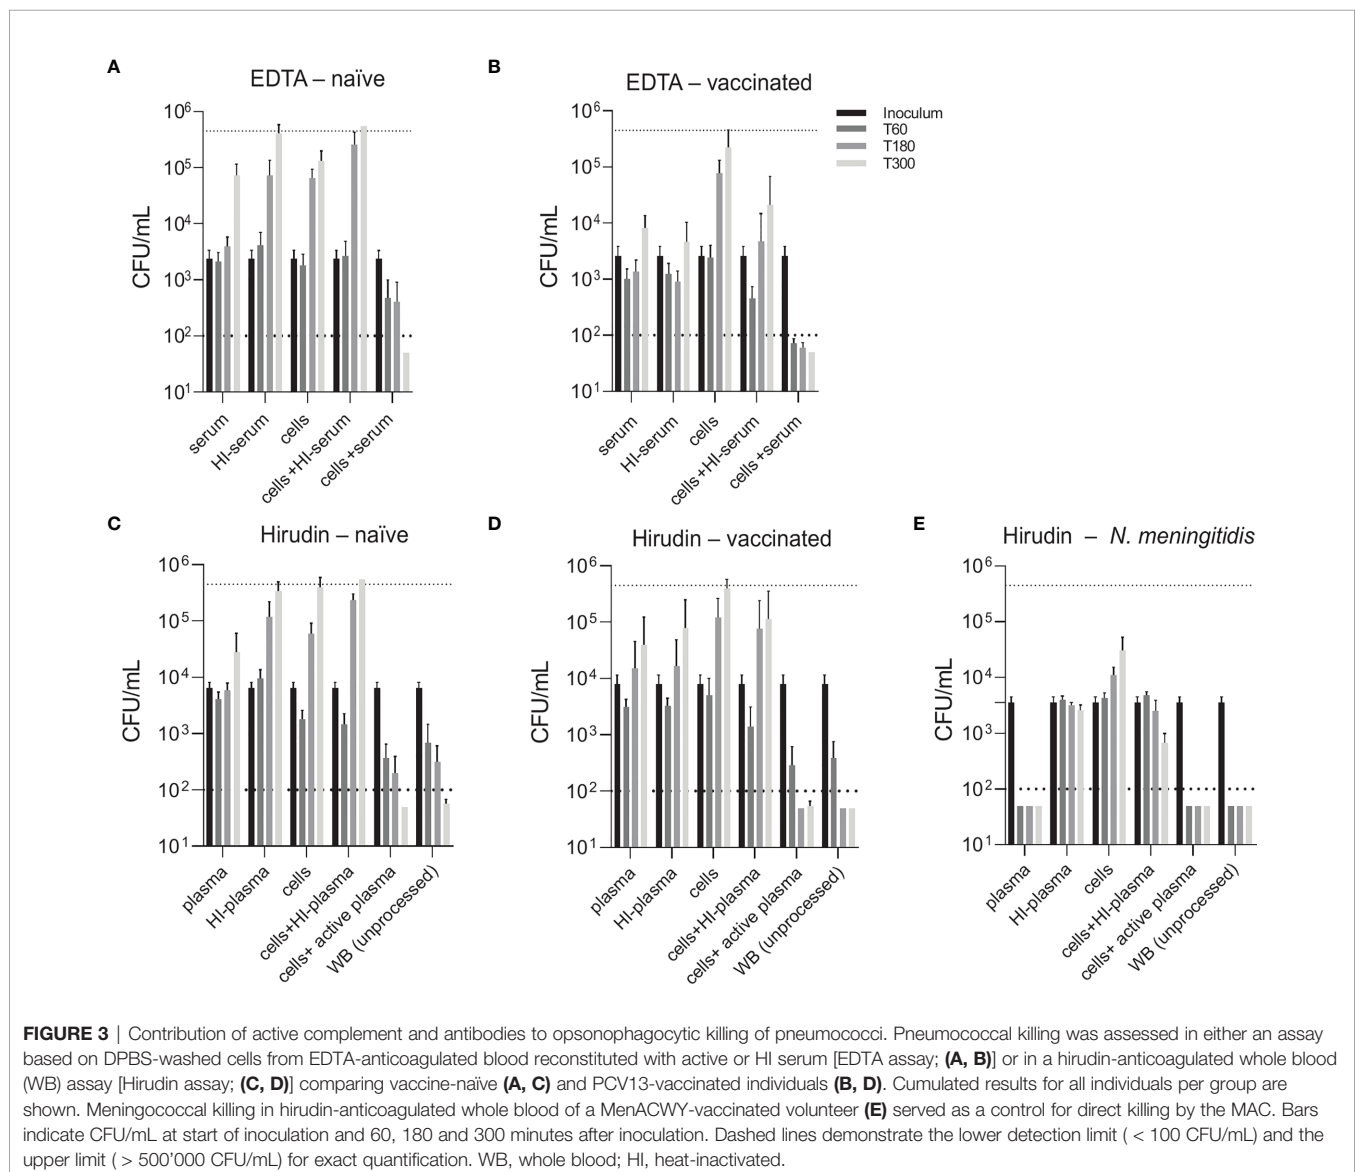 A
EDTA – naïve
10⁶
10⁵
10⁴
10³
10²
10¹
CFU/mL
serum
HI-serum
cells
cells +HI-serum
cells +serum
B
EDTA – vaccinated
10⁶
10⁵
10⁴
10³
10²
10¹
CFU/mL
serum
HI-serum
cells
cells +HI-serum
cells +serum
Inoculum
T60
T180
T300
C
Hirudin – naïve
10⁶
10⁵
10⁴
10³
10²
10¹
CFU/mL
plasma
HI-plasma
cells
cells+HI-plasma
cells+ active plasma
WB (unprocessed)
D
Hirudin – vaccinated
10⁶
10⁵
10⁴
10³
10²
10¹
CFU/mL
plasma
HI-plasma
cells
cells+HI-plasma
cells+ active plasma
WB (unprocessed)
E
Hirudin – N. meningitidis
10⁶
10⁵
10⁴
10³
10²
10¹
CFU/mL
plasma
HI-plasma
cells
cells+HI-plasma
cells+ active plasma
WB (unprocessed)
FIGURE 3 | Contribution of active complement and antibodies to opsonophagocytic killing of pneumococci. Pneumococcal killing was assessed in either an assay
based on DPBS-washed cells from EDTA-anticoagulated blood reconstituted with active or HI serum [EDTA assay; (A, B)] or in a hirudin-anticoagulated whole blood
(WB) assay [Hirudin assay; (C, D)] comparing vaccine-naïve (A, C) and PCV13-vaccinated individuals (B, D). Cumulated results for all individuals per group are
shown. Meningococcal killing in hirudin-anticoagulated whole blood of a MenACWY-vaccinated volunteer (E) served as a control for direct killing by the MAC. Bars
indicate CFU/mL at start of inoculation and 60, 180 and 300 minutes after inoculation. Dashed lines demonstrate the lower detection limit ( < 100 CFU/mL) and the
upper limit ( > 500'000 CFU/mL) for exact quantification. WB, whole blood; HI, heat-inactivated.